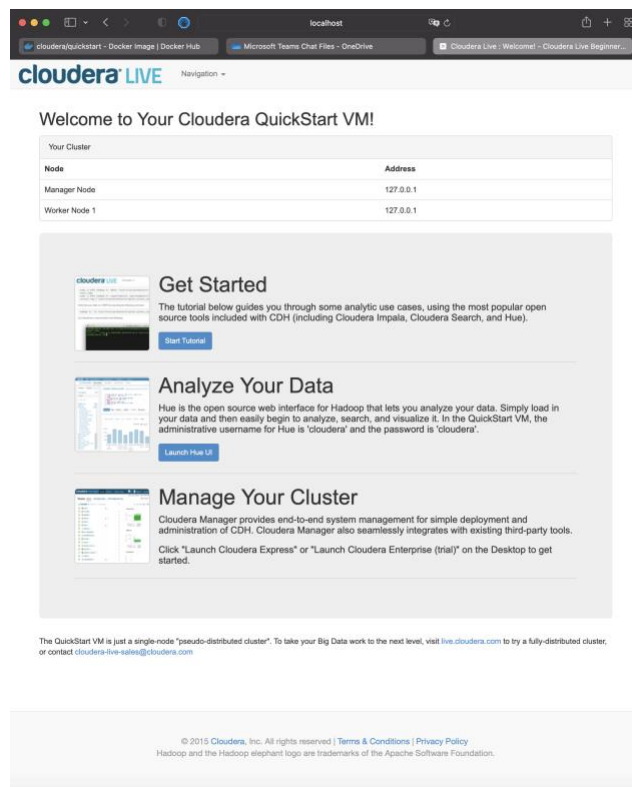 localhost
cloudera/quickstart - Docker Image | Docker Hub
Microsoft Teams Chat Files - OneDrive
Cloudera Live : Welcome! - Cloudera Live Beginner...
cloudera LIVE
Navigation
Welcome to Your Cloudera QuickStart VM!
Your Cluster
Node Address
Manager Node 127.0.0.1
Worker Node 1 127.0.0.1
Get Started
The tutorial below guides you through some analytic use cases, using the most popular open
source tools included with CDH (including Cloudera Impala, Cloudera Search, and Hue).
Start Tutorial
Analyze Your Data
Hue is the open source web interface for Hadoop that lets you analyze your data. Simply load in
your data and then easily begin to analyze, search, and visualize it. In the QuickStart VM, the
administrative username for Hue is 'cloudera' and the password is 'cloudera'.
Launch Hue UI
Manage Your Cluster
Cloudera Manager provides end-to-end system management for simple deployment and
administration of CDH. Cloudera Manager also seamlessly integrates with existing third-party tools.
Click "Launch Cloudera Express" or "Launch Cloudera Enterprise (trial)" on the Desktop to get
started.
The QuickStart VM is just a single-node "pseudo-distributed cluster". To take your Big Data work to the next level, visit live.cloudera.com to try a fully-distributed cluster,
or contact cloudera-live-sales@cloudera.com
© 2015 Cloudera, Inc. All rights reserved | Terms & Conditions | Privacy Policy
Hadoop and the Hadoop elephant logo are trademarks of the Apache Software Foundation.